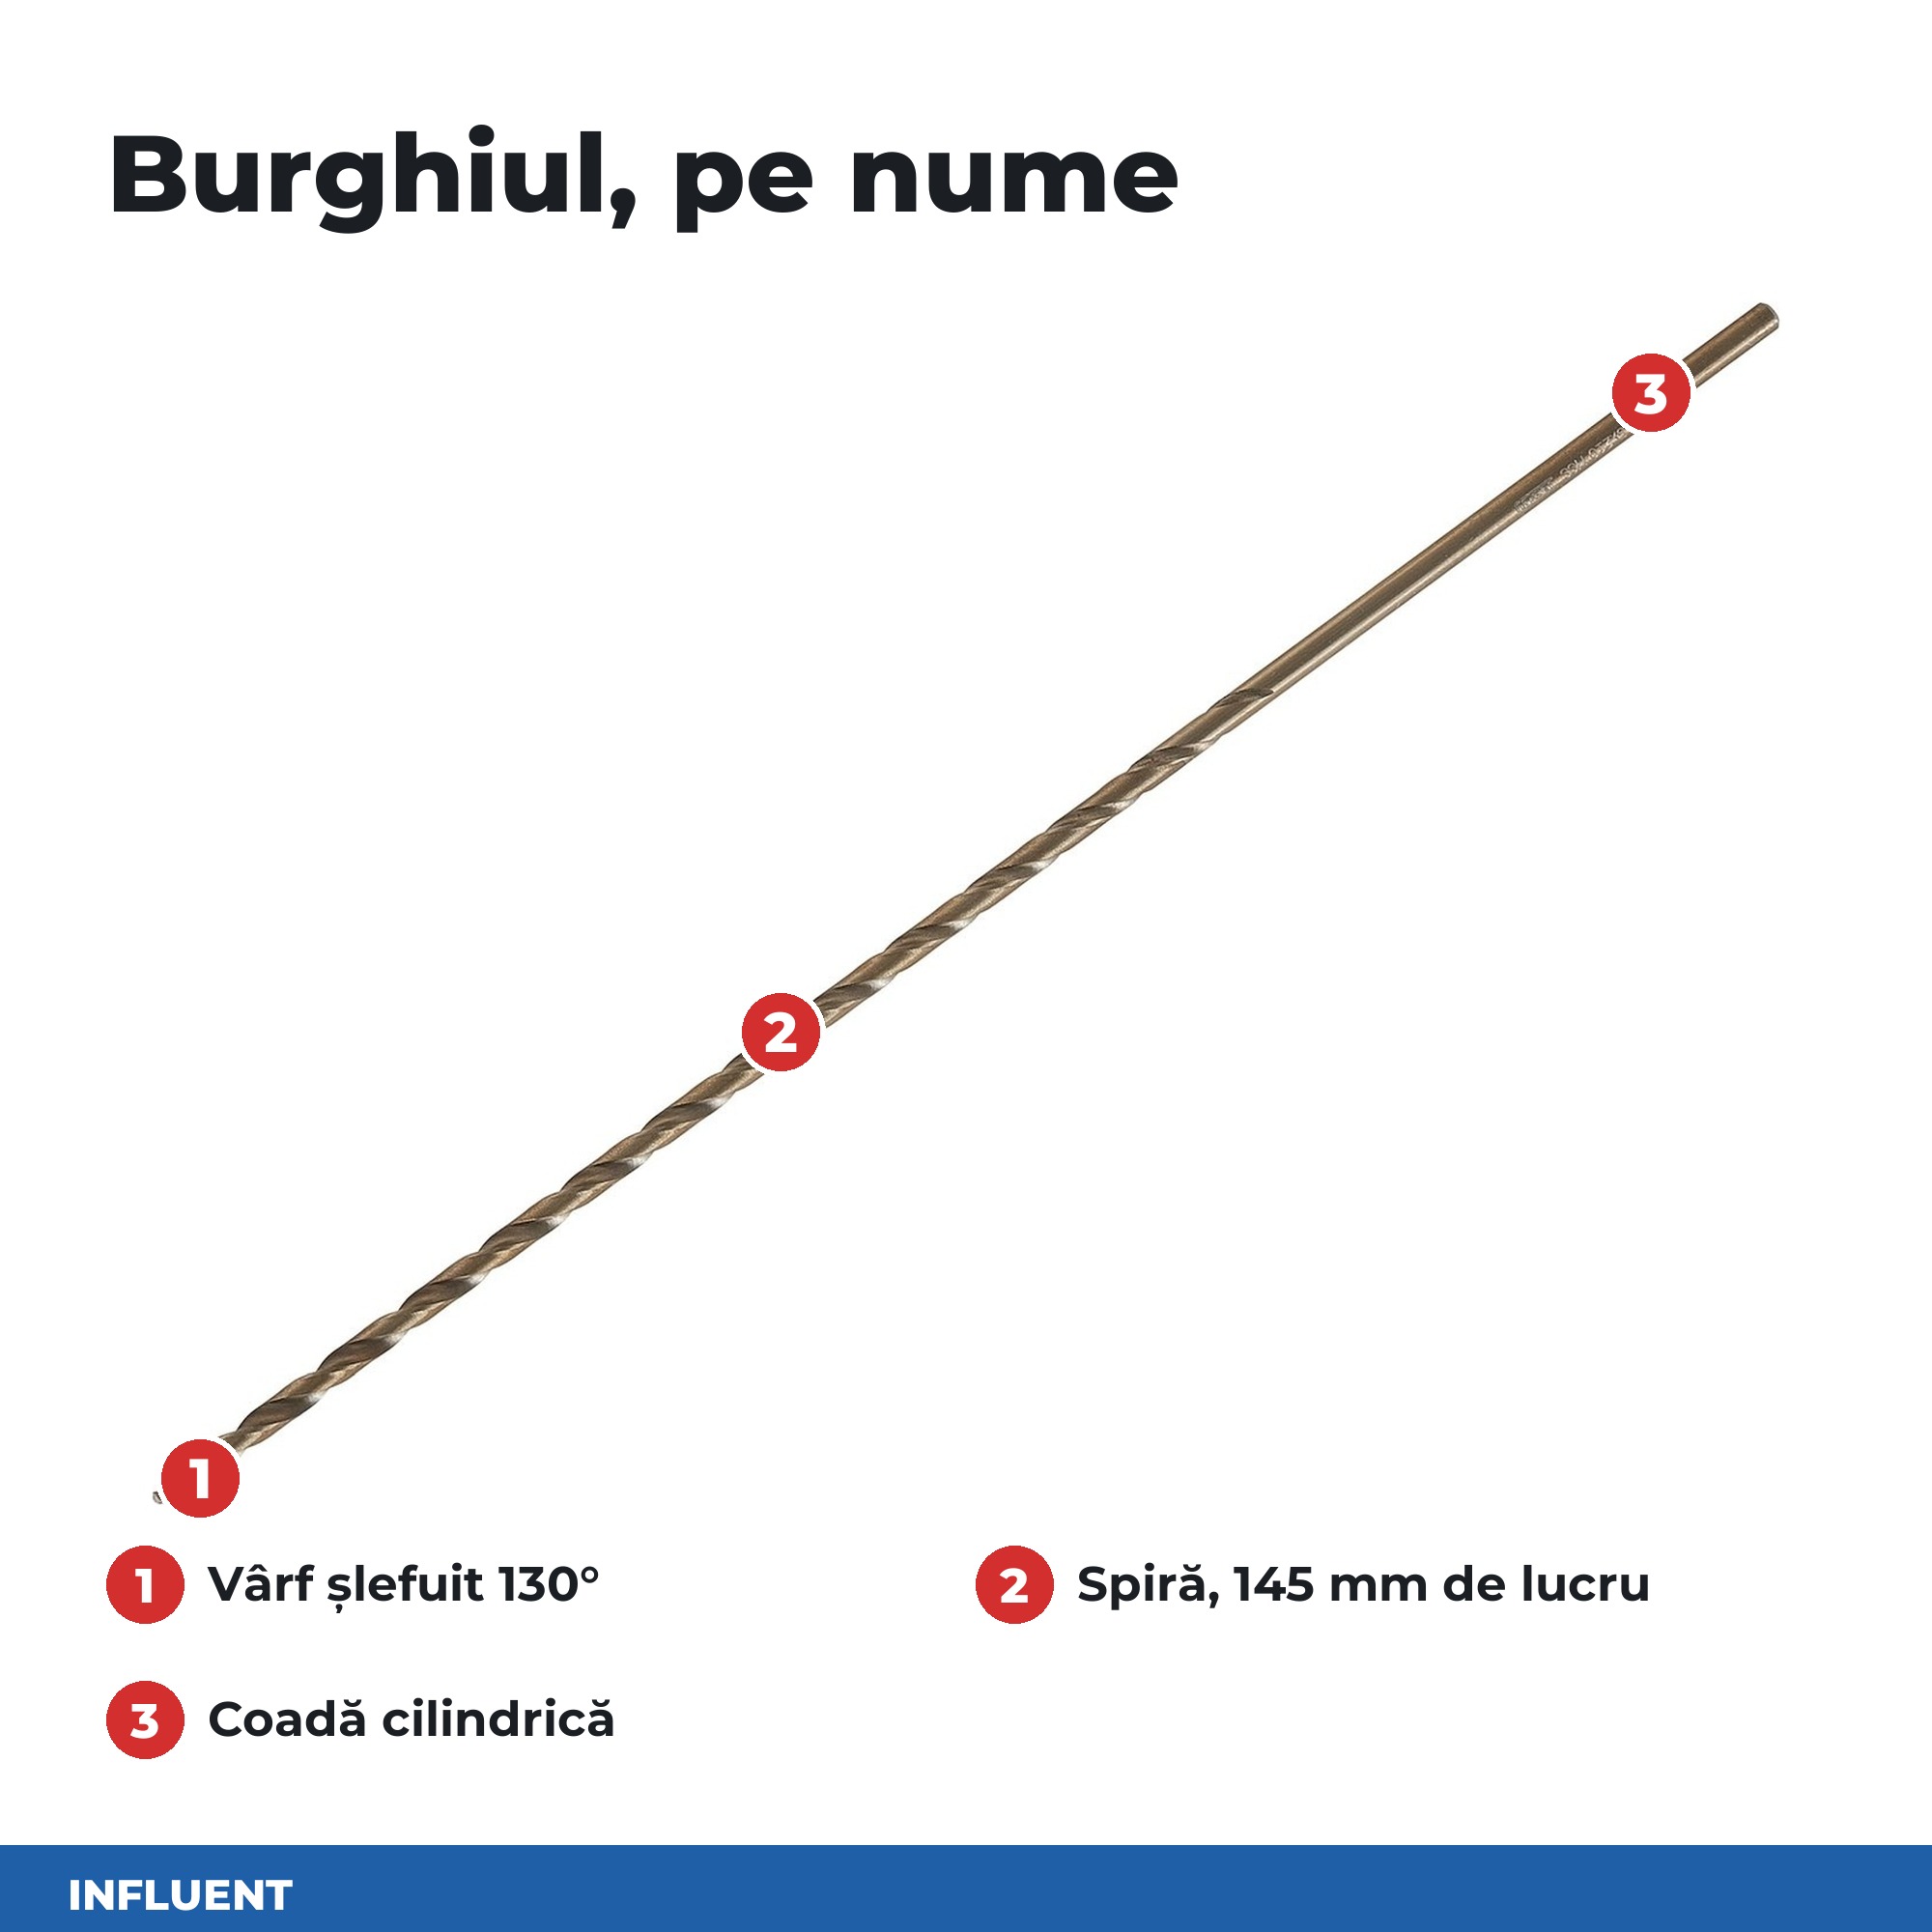 Burghiul, pe nume
3
2
1
1 Vârf șlefuit 130°
2 Spiră, 145 mm de lucru
3 Coadă cilindrică
INFLUENT